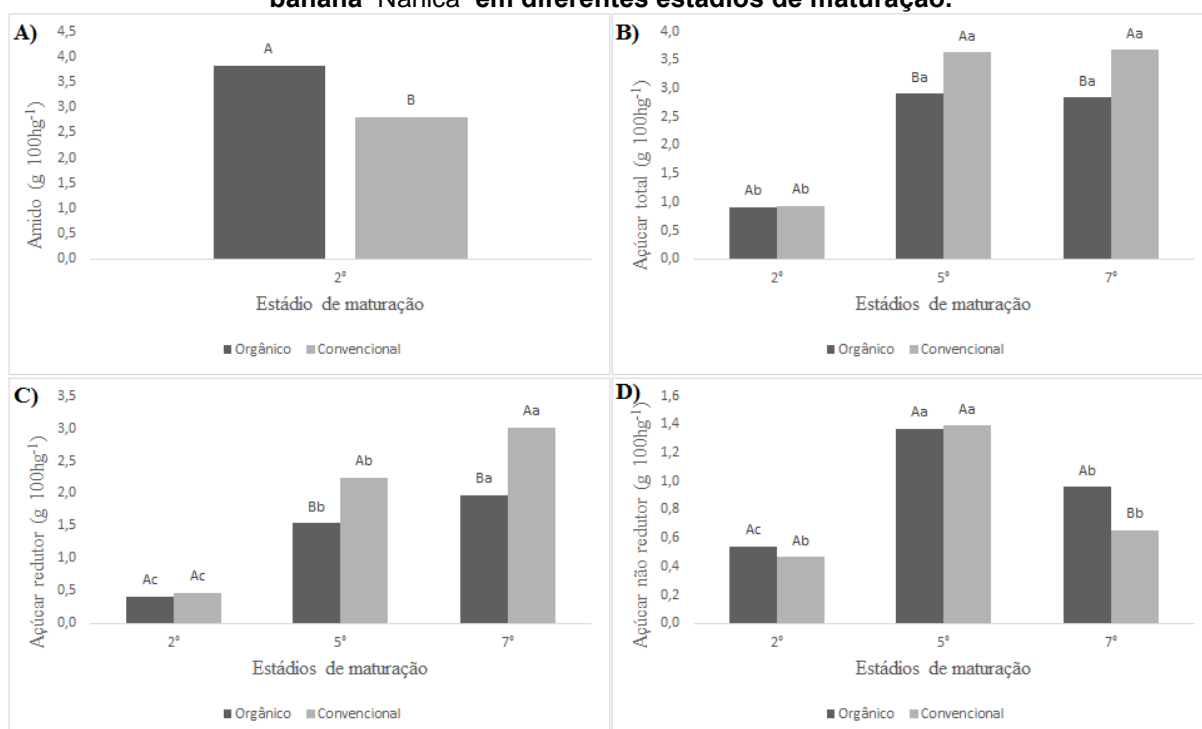 banana 'Nanica' em diferentes estádios de maturação.
A)
4,5
4,0
3,5
3,0
2,5
2,0
1,5
1,0
0,5
0,0
Amido (g 100hg-1)
A
B
2°
Estádio de maturação
Orgânico Convencional
B)
4,0
3,5
3,0
2,5
2,0
1,5
1,0
0,5
0,0
Açúcar total (g 100hg-1)
Ab Ab
Ba Aa
Ba Aa
2° 5° 7°
Estádios de maturação
Orgânico Convencional
C)
3,5
3,0
2,5
2,0
1,5
1,0
0,5
0,0
Açúcar redutor (g 100hg-1)
Ac Ac
Bb Ab
Ba Aa
2° 5° 7°
Estádios de maturação
Orgânico Convencional
D)
1,6
1,4
1,2
1,0
0,8
0,6
0,4
0,2
0,0
Açúcar não redutor (g 100hg-1)
Ac Ab
Aa Aa
Ab Bb
2° 5° 7°
Estádios de maturação
Orgânico Convencional